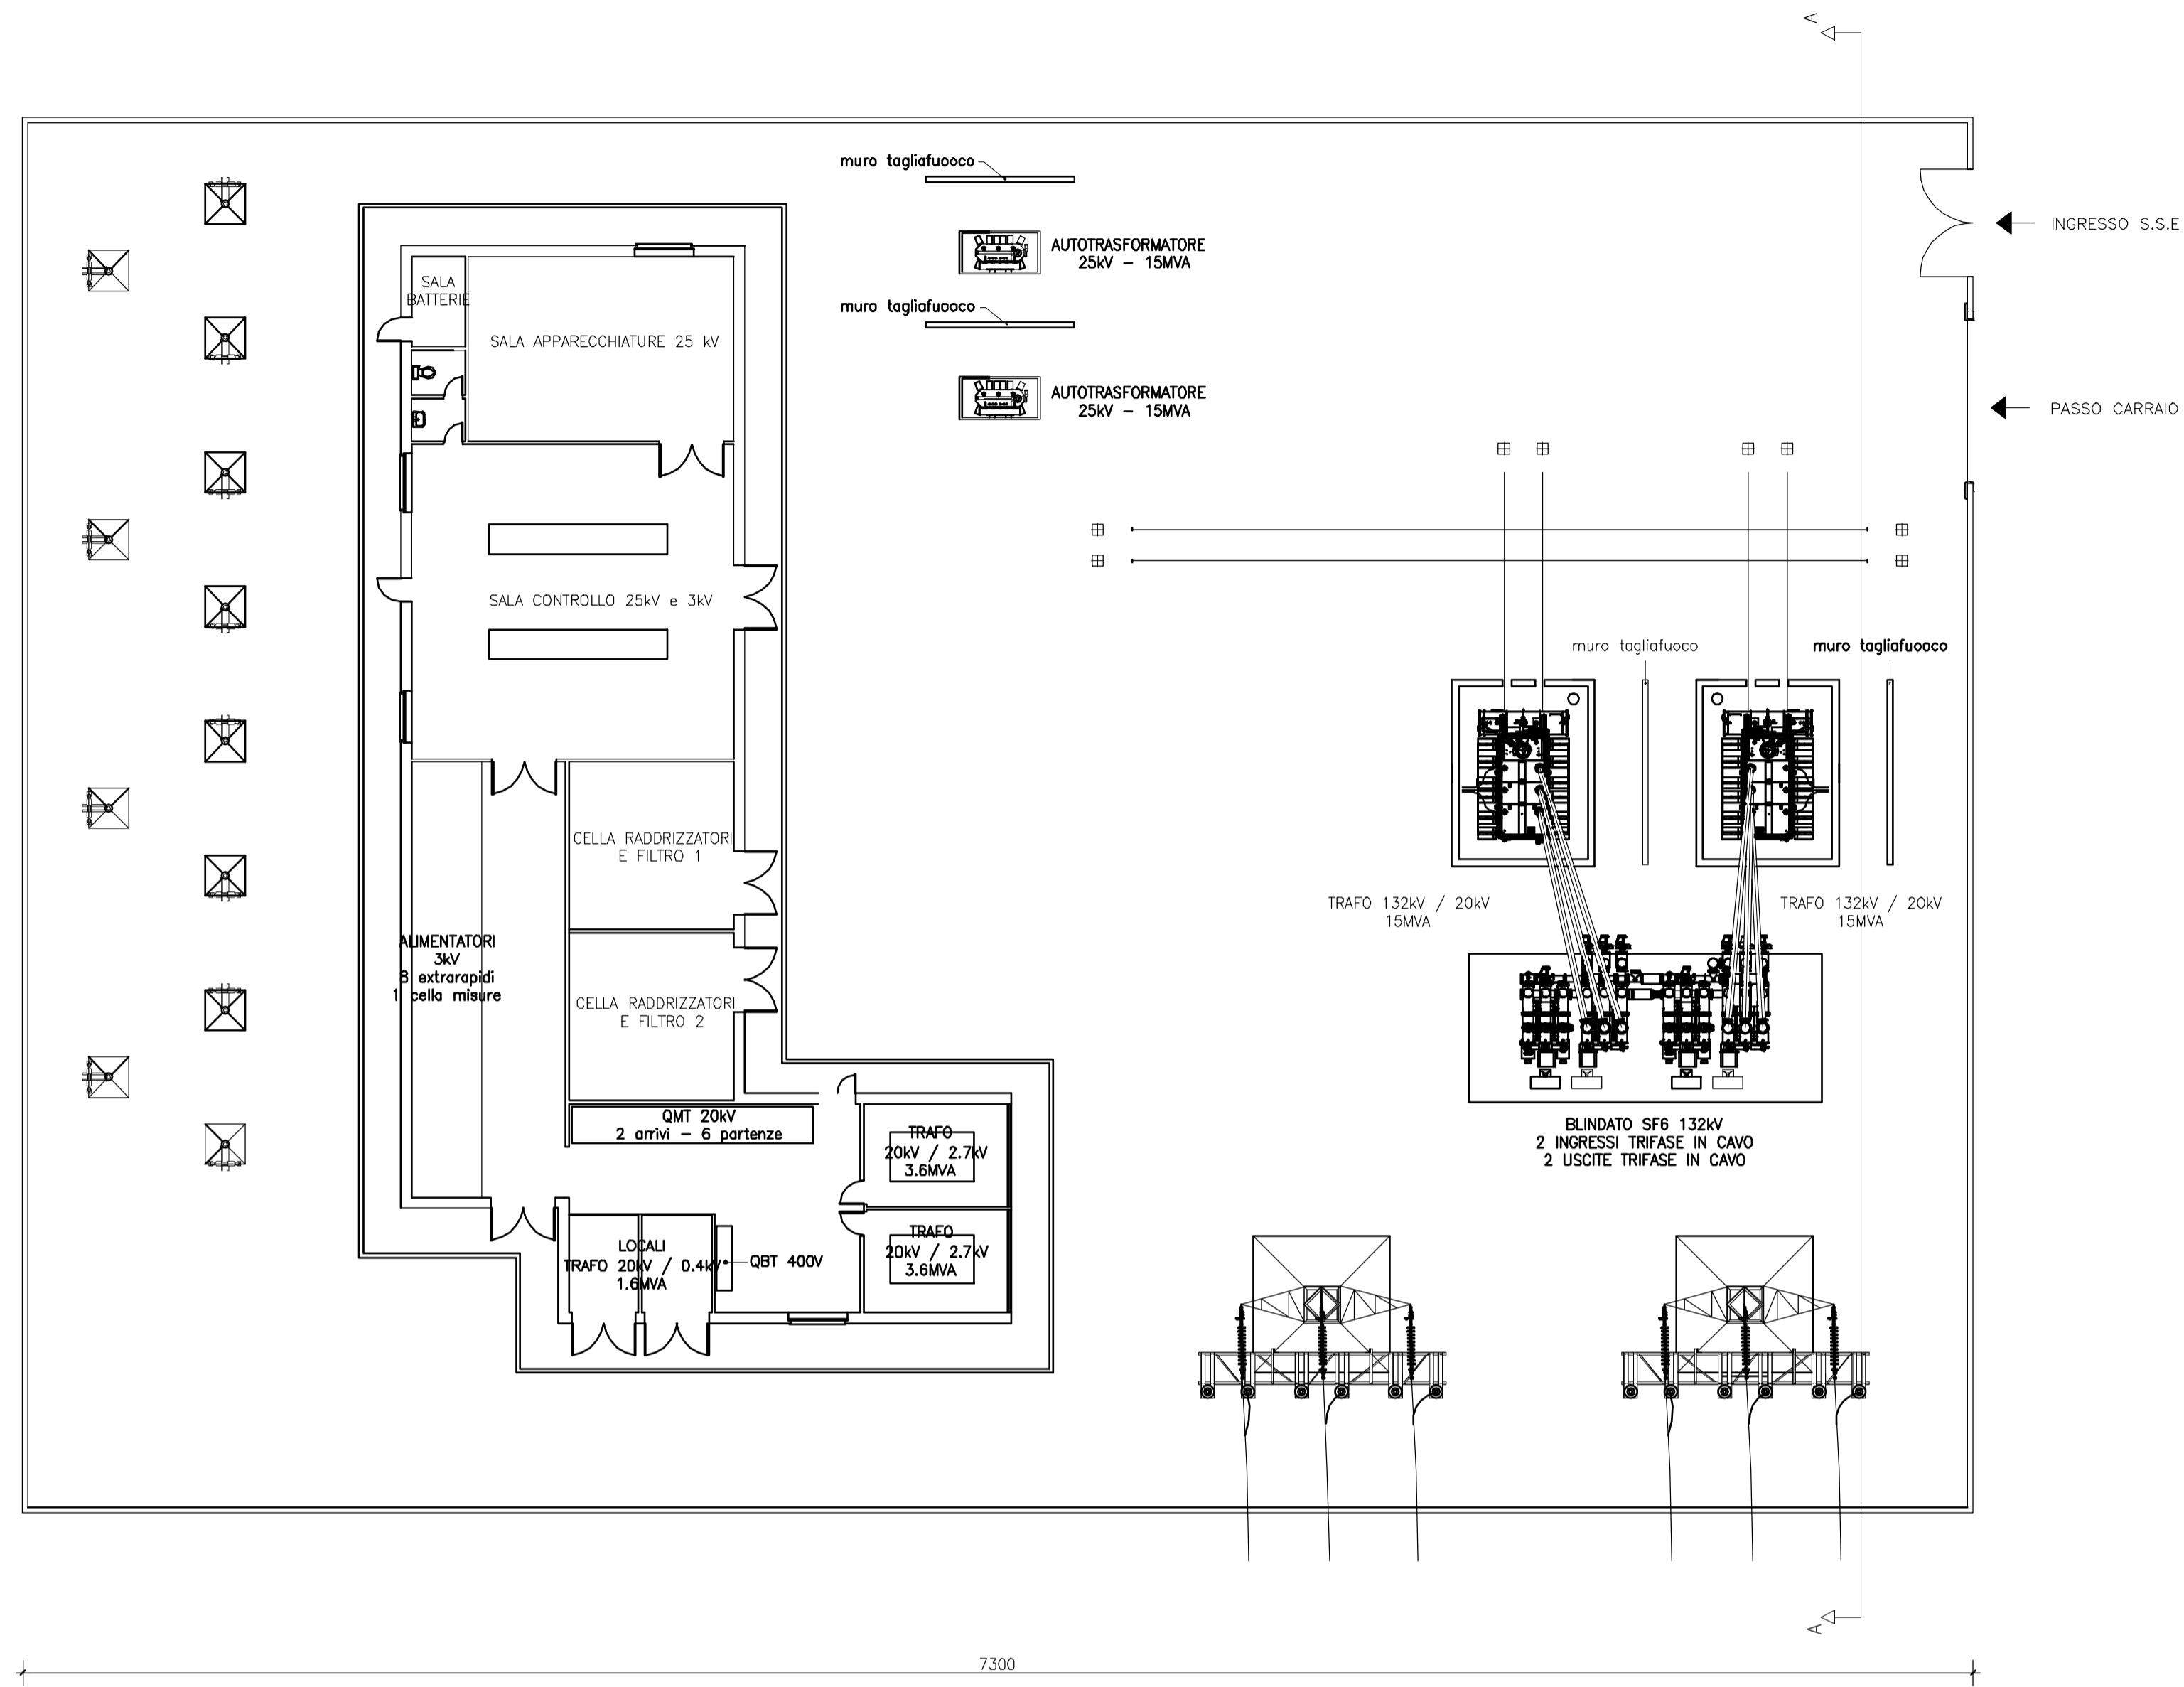 A
muro tagliafuooco
INGRESSO S.S.E
AUTOTRASFORMATORE
25kV – 15MVA
SALA
BATTERIE
muro tagliafuooco
SALA APPARECCHIATURE 25 kV
AUTOTRASFORMATORE
25kV – 15MVA
PASSO CARRAIO
SALA CONTROLLO 25kV e 3kV
muro tagliafuoco
muro tagliafuooco
CELLA RADDRIZZATORI
E FILTRO 1
TRAFO 132kV / 20kV
15MVA
TRAFO 132kV / 20kV
15MVA
ALIMENTATORI
3kV
8 extrarapidi
1 cella misure
CELLA RADDRIZZATORI
E FILTRO 2
QMT 20kV
2 arrivi – 6 partenze
TRAFO
20kV / 2.7kV
3.6MVA
BLINDATO SF6 132kV
2 INGRESSI TRIFASE IN CAVO
2 USCITE TRIFASE IN CAVO
TRAFO
20kV / 2.7kV
3.6MVA
LOCALI
TRAFO 20kV / 0.4kV
1.6MVA
QBT 400V
A
7300